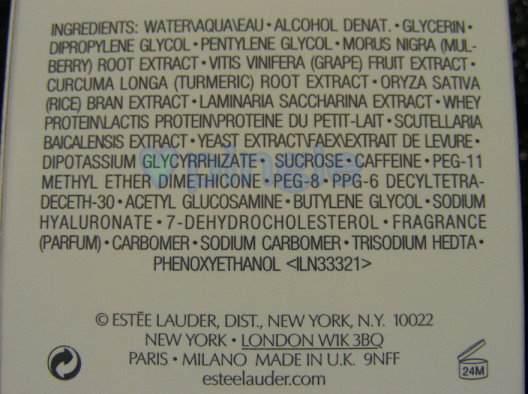 INGREDIENTS: WATER\AQUA\EAU • ALCOHOL DENAT. • GLYCERIN •
DIPROPYLENE GLYCOL • PENTYLENE GLYCOL • MORUS NIGRA (MUL-
BERRY) ROOT EXTRACT • VITIS VINIFERA (GRAPE) FRUIT EXTRACT •
CURCUMA LONGA (TURMERIC) ROOT EXTRACT • ORYZA SATIVA
(RICE) BRAN EXTRACT • LAMINARIA SACCHARINA EXTRACT • WHEY
PROTEIN\LACTIS PROTEIN\PROTEINE DU PETIT-LAIT • SCUTELLARIA
BAICALENSIS EXTRACT • YEAST EXTRACT\FAEX\EXTRAIT DE LEVURE •
DIPOTASSIUM GLYCYRRHIZATE • SUCROSE • CAFFEINE • PEG-11
METHYL ETHER DIMETHICONE • PEG-8 • PPG-6 DECYLTETRA-
DECETH-30 • ACETYL GLUCOSAMINE • BUTYLENE GLYCOL • SODIUM
HYALURONATE • 7-DEHYDROCHOLESTEROL • FRAGRANCE
(PARFUM) • CARBOMER • SODIUM CARBOMER • TRISODIUM HEDTA •
PHENOXYETHANOL <ILN33321>
© ESTĒE LAUDER, DIST., NEW YORK, N.Y. 10022
NEW YORK • LONDON W1K 3BQ
PARIS • MILANO MADE IN U.K. 9NFF
esteelauder.com
24M